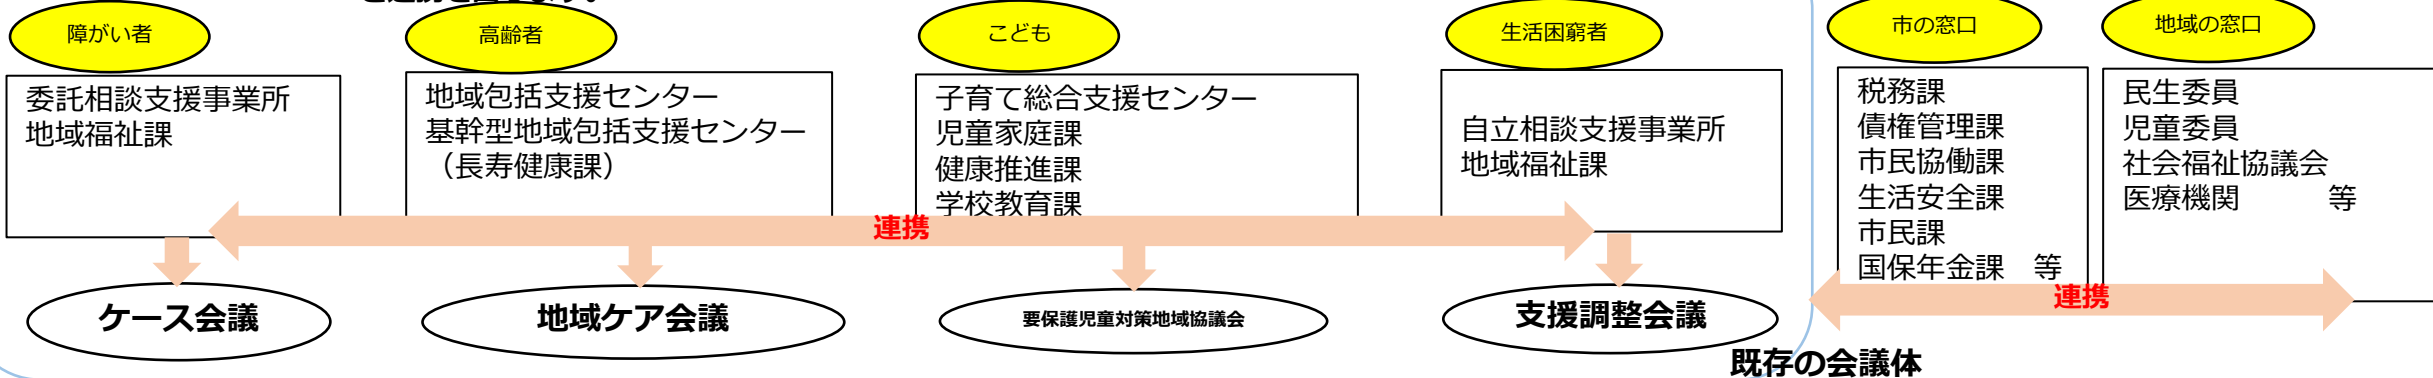 と連携を図ります。
障がい者
委託相談支援事業所
地域福祉課
ケース会議
高齢者
地域包括支援センター
基幹型地域包括支援センター
（長寿健康課）
地域ケア会議
こども
子育て総合支援センター
児童家庭課
健康推進課
学校教育課
要保護児童対策地域協議会
生活困窮者
自立相談支援事業所
地域福祉課
支援調整会議
連携
市の窓口
税務課
債権管理課
市民協働課
生活安全課
市民課
国保年金課　等
地域の窓口
民生委員
児童委員
社会福祉協議会
医療機関　　　等
連携
既存の会議体